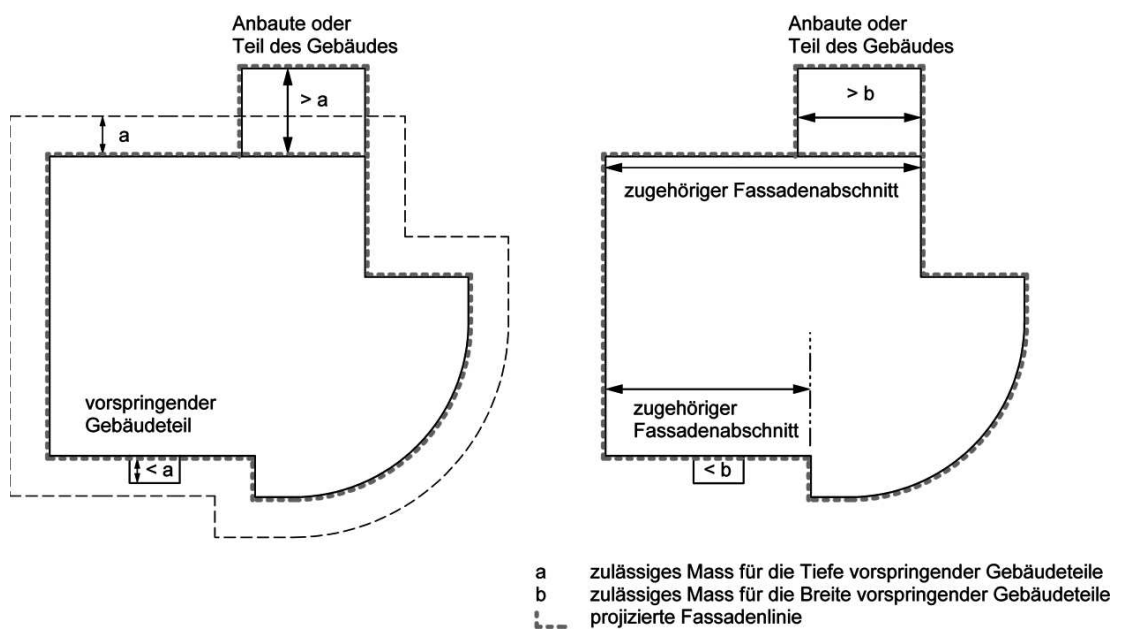 Anbaute oder
Teil des Gebäudes
> a
a
vorspringender
Gebäudeteil
< a
Anbaute oder
Teil des Gebäudes
> b
zugehöriger Fassadenabschnitt
zugehöriger
Fassadenabschnitt
< b
a zulässiges Mass für die Tiefe vorspringender Gebäudeteile
b zulässiges Mass für die Breite vorspringender Gebäudeteile
projizierte Fassadenlinie